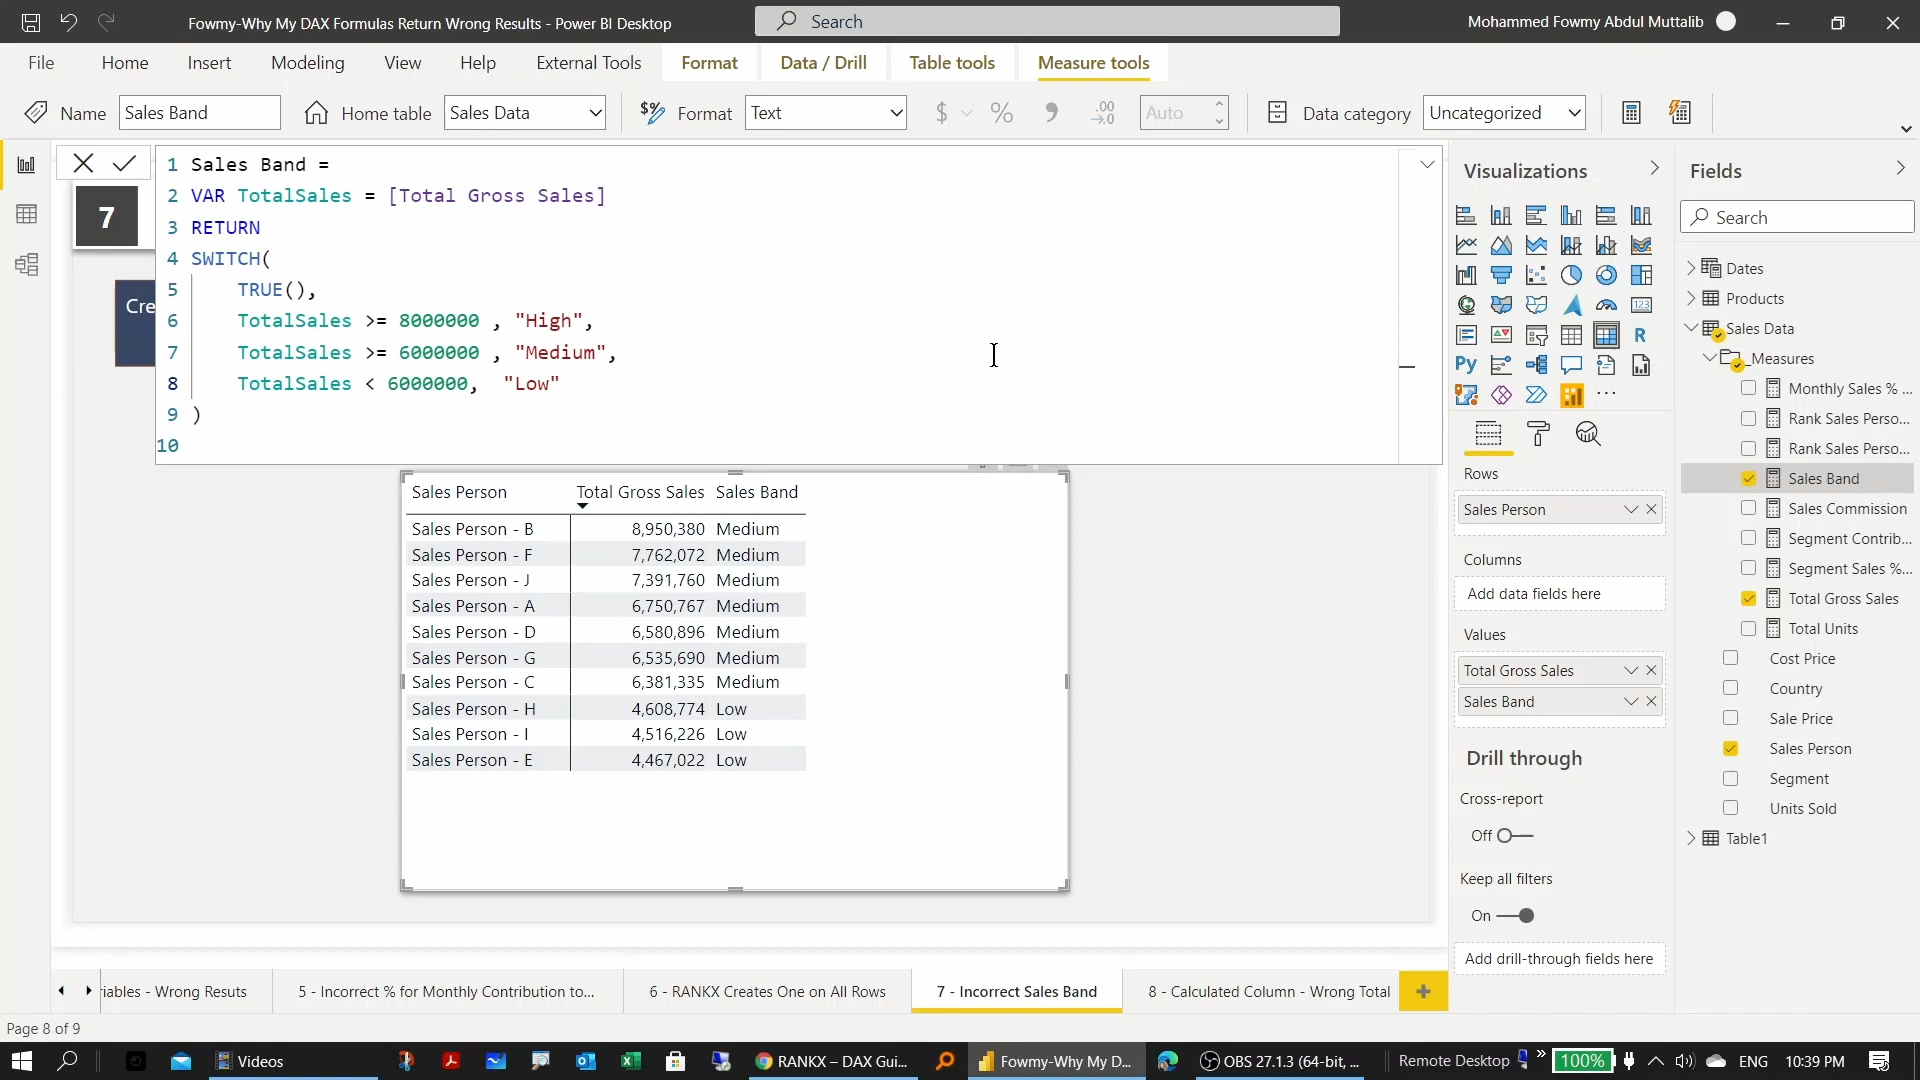 Fowmy-Why My DAX Formulas Return Wrong Results - Power BI Desktop
Search
Mohammed Fowmy Abdul Muttalib
File Home Insert Modeling View Help External Tools Format Data / Drill Table tools Measure tools
Name Sales Band Home table Sales Data Format Text $ % 9 .00 Auto Data category Uncategorized
7
Cre
1 Sales Band =
2 VAR TotalSales = [Total Gross Sales]
3 RETURN
4 SWITCH(
5 TRUE(),
6 TotalSales >= 8000000 , "High",
7 TotalSales >= 6000000 , "Medium",
8 TotalSales < 6000000, "Low"
9 )
10
Sales Person Total Gross Sales Sales Band
Sales Person - B 8,950,380 Medium
Sales Person - F 7,762,072 Medium
Sales Person - J 7,391,760 Medium
Sales Person - A 6,750,767 Medium
Sales Person - D 6,580,896 Medium
Sales Person - G 6,535,690 Medium
Sales Person - C 6,381,335 Medium
Sales Person - H 4,608,774 Low
Sales Person - I 4,516,226 Low
Sales Person - E 4,467,022 Low
Visualizations
123
R
Py
...
Rows
Sales Person
Columns
Add data fields here
Values
Total Gross Sales
Sales Band
Drill through
Cross-report
Off
Keep all filters
On
Add drill-through fields here
Fields
Search
Dates
Products
Sales Data
_Measures
Monthly Sales % ...
Rank Sales Perso...
Rank Sales Perso...
Sales Band
Sales Commission
Segment Contrib...
Segment Sales %...
Total Gross Sales
Total Units
Cost Price
Country
Sale Price
Sales Person
Segment
Units Sold
Table1
riables - Wrong Resuts 5 - Incorrect % for Monthly Contribution to... 6 - RANKX Creates One on All Rows 7 - Incorrect Sales Band 8 - Calculated Column - Wrong Total +
Page 8 of 9
Videos RANKX – DAX Gui... Fowmy-Why My D... OBS 27.1.3 (64-bit, ... Remote Desktop » 100% ENG 10:39 PM